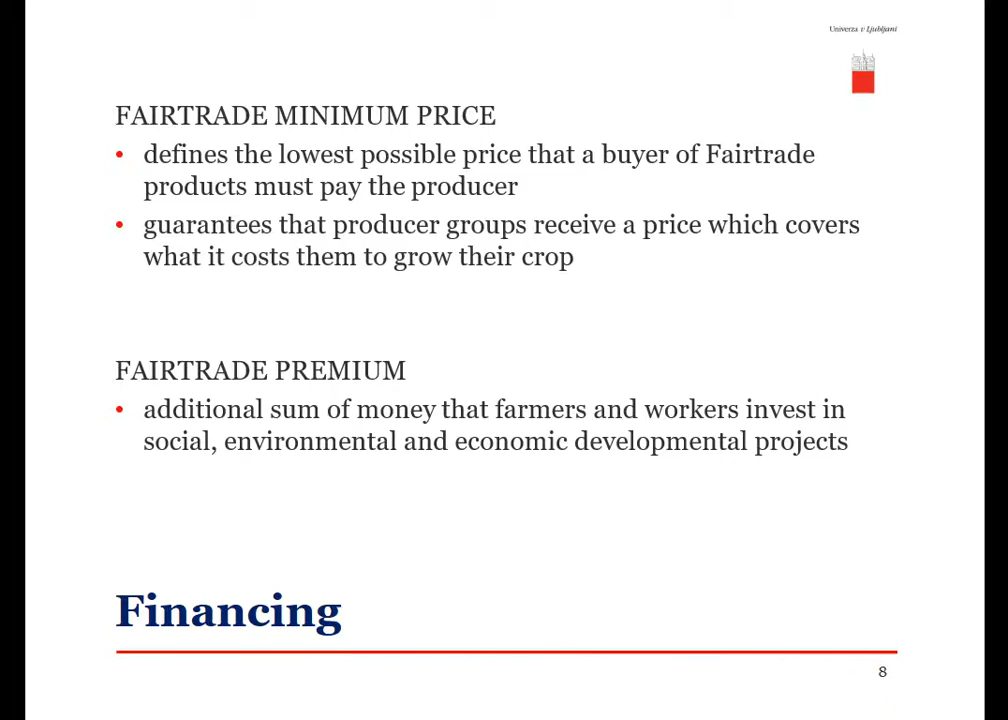 Univerza v Ljubljani
FAIRTRADE MINIMUM PRICE
• defines the lowest possible price that a buyer of Fairtrade
products must pay the producer
• guarantees that producer groups receive a price which covers
what it costs them to grow their crop
FAIRTRADE PREMIUM
• additional sum of money that farmers and workers invest in
social, environmental and economic developmental projects
Financing
8